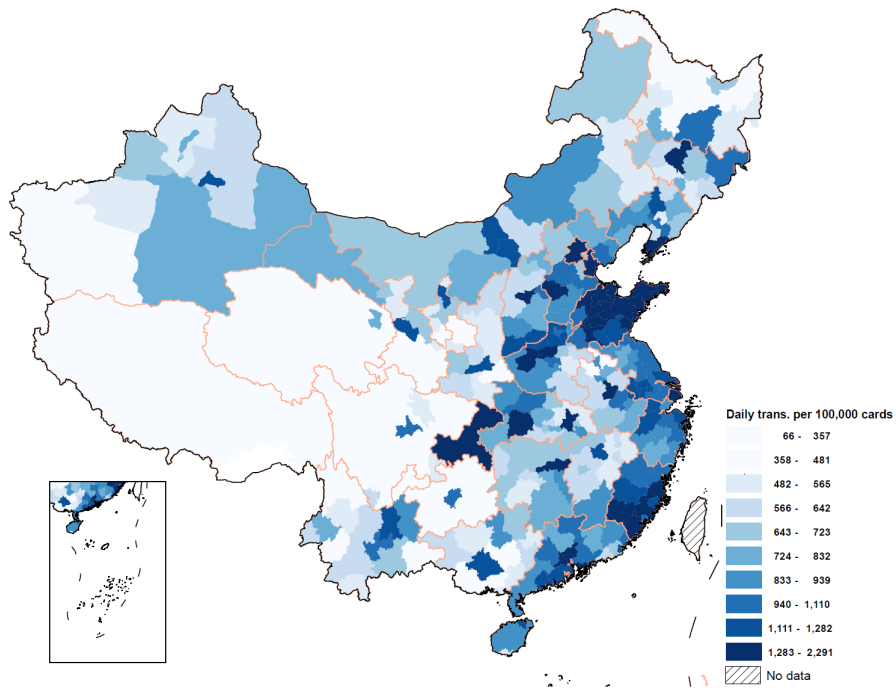 Daily trans. per 100,000 cards
66 - 357
358 - 481
482 - 565
566 - 642
643 - 723
724 - 832
833 - 939
940 - 1,110
1,111 - 1,282
1,283 - 2,291
No data